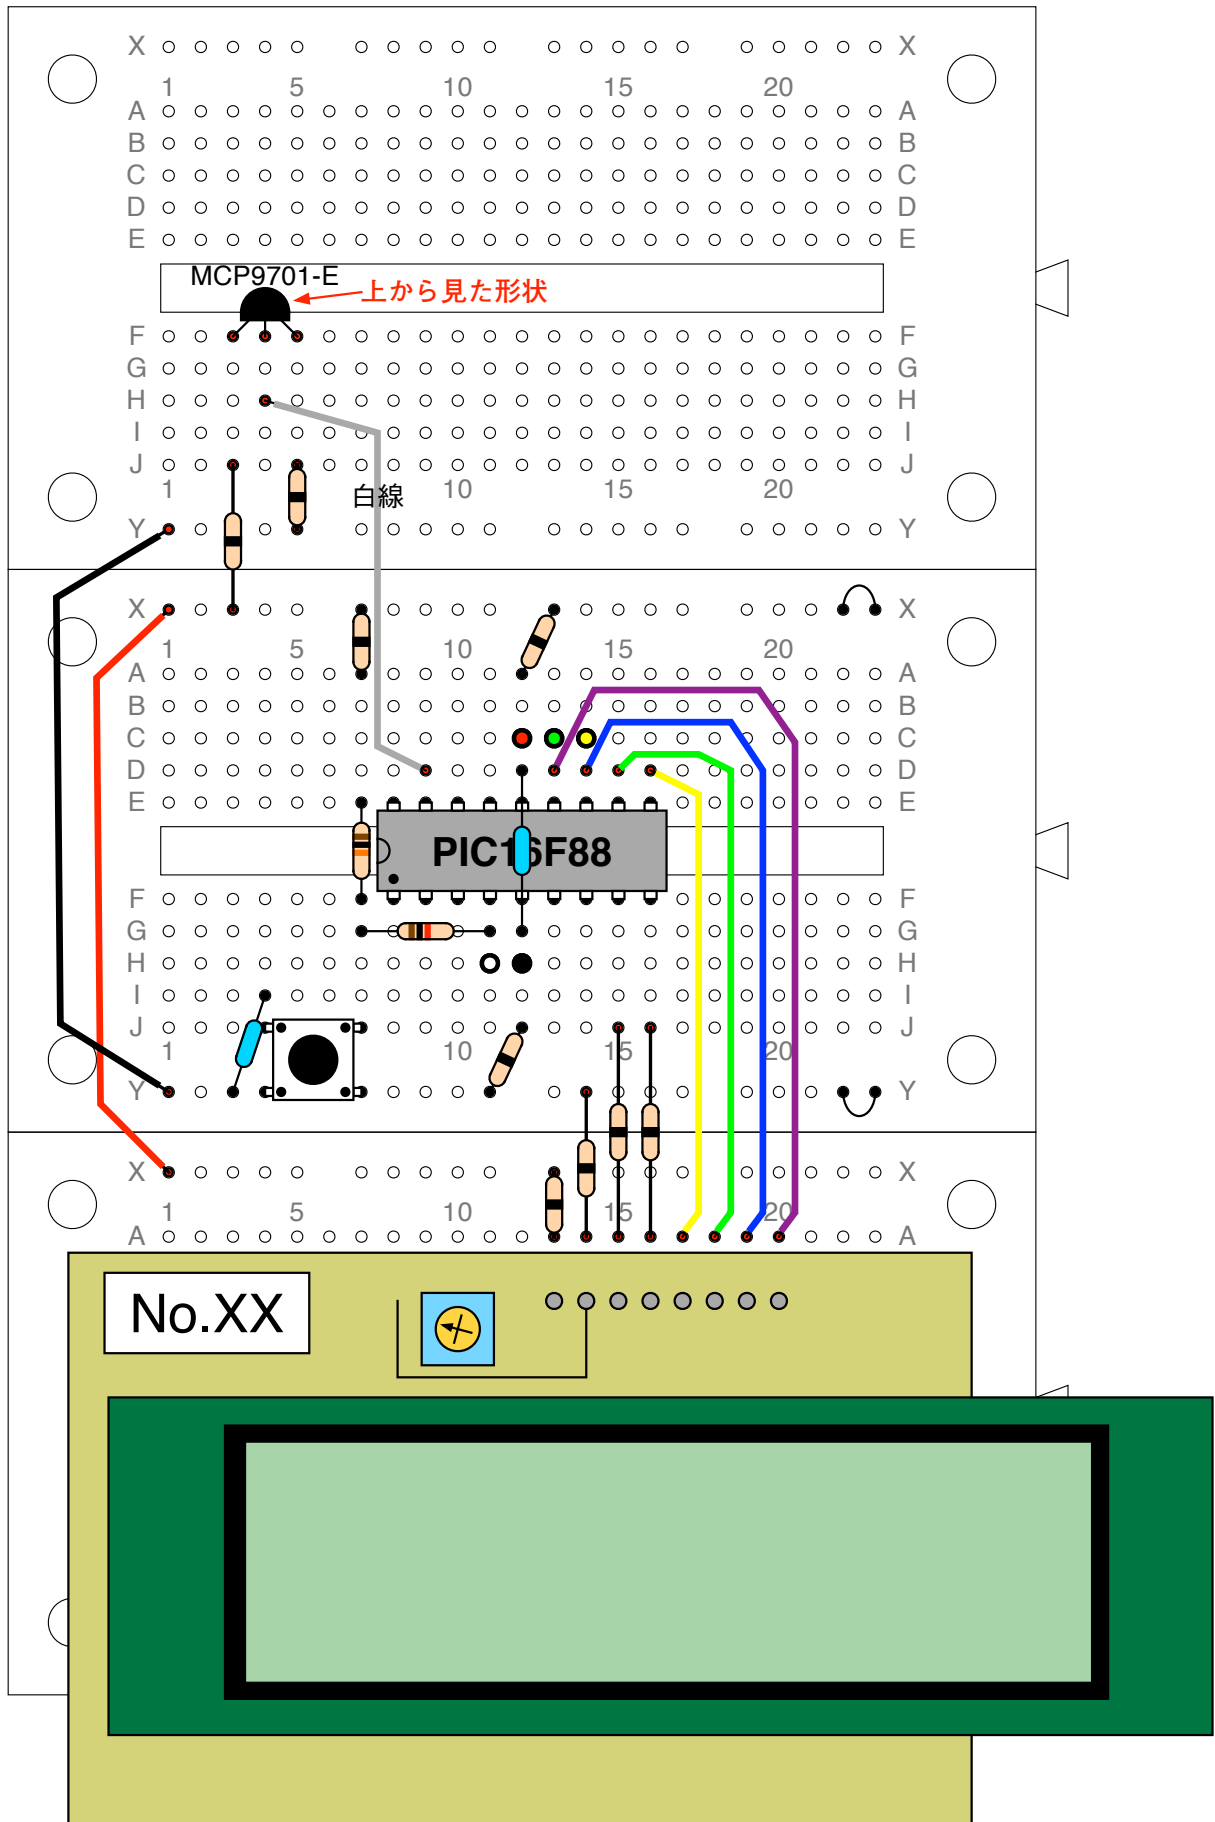 X X
1 5 10 15 20
A A
B B
C C
D D
E E
MCP9701-E
上から見た形状
F F
G G
H H
I I
J J
1 10 15 20
白線
Y Y
X X
1 5 10 15 20
A A
B B
C C
D D
E E
PIC16F88
F F
G G
H H
I I
J J
1 10 15 20
Y Y
X X
1 5 10 15 20
A A
No.XX